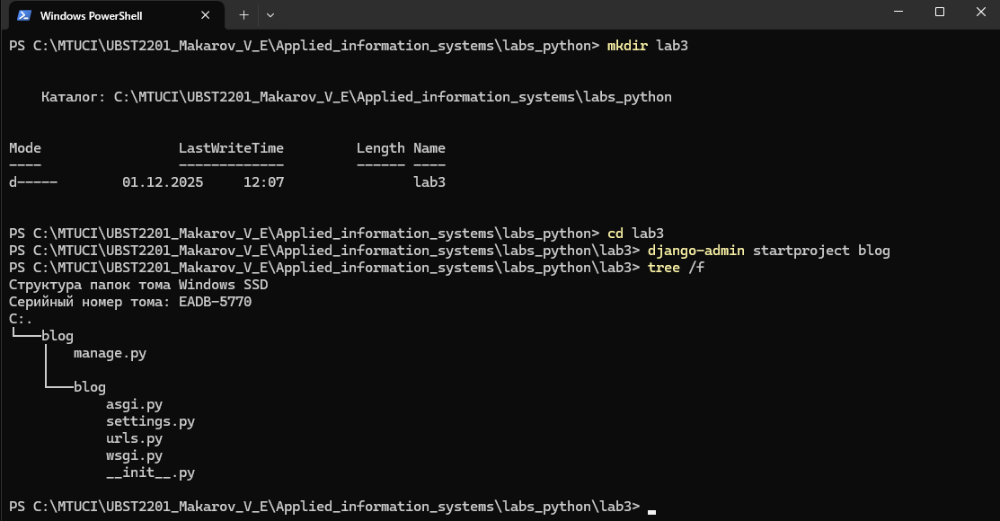 Windows PowerShell
PS C:\MTUCI\UBST2201_Makarov_V_E\Applied_information_systems\labs_python> mkdir lab3
Каталог: C:\MTUCI\UBST2201_Makarov_V_E\Applied_information_systems\labs_python
Mode                 LastWriteTime         Length Name
----                 -------------         ------ ----
d-----        01.12.2025     12:07                lab3
PS C:\MTUCI\UBST2201_Makarov_V_E\Applied_information_systems\labs_python> cd lab3
PS C:\MTUCI\UBST2201_Makarov_V_E\Applied_information_systems\labs_python\lab3> django-admin startproject blog
PS C:\MTUCI\UBST2201_Makarov_V_E\Applied_information_systems\labs_python\lab3> tree /f
Структура папок тома Windows SSD
Серийный номер тома: EADB-5770
C:.
└───blog
    │   manage.py
    │
    └───blog
            asgi.py
            settings.py
            urls.py
            wsgi.py
            __init__.py
PS C:\MTUCI\UBST2201_Makarov_V_E\Applied_information_systems\labs_python\lab3>